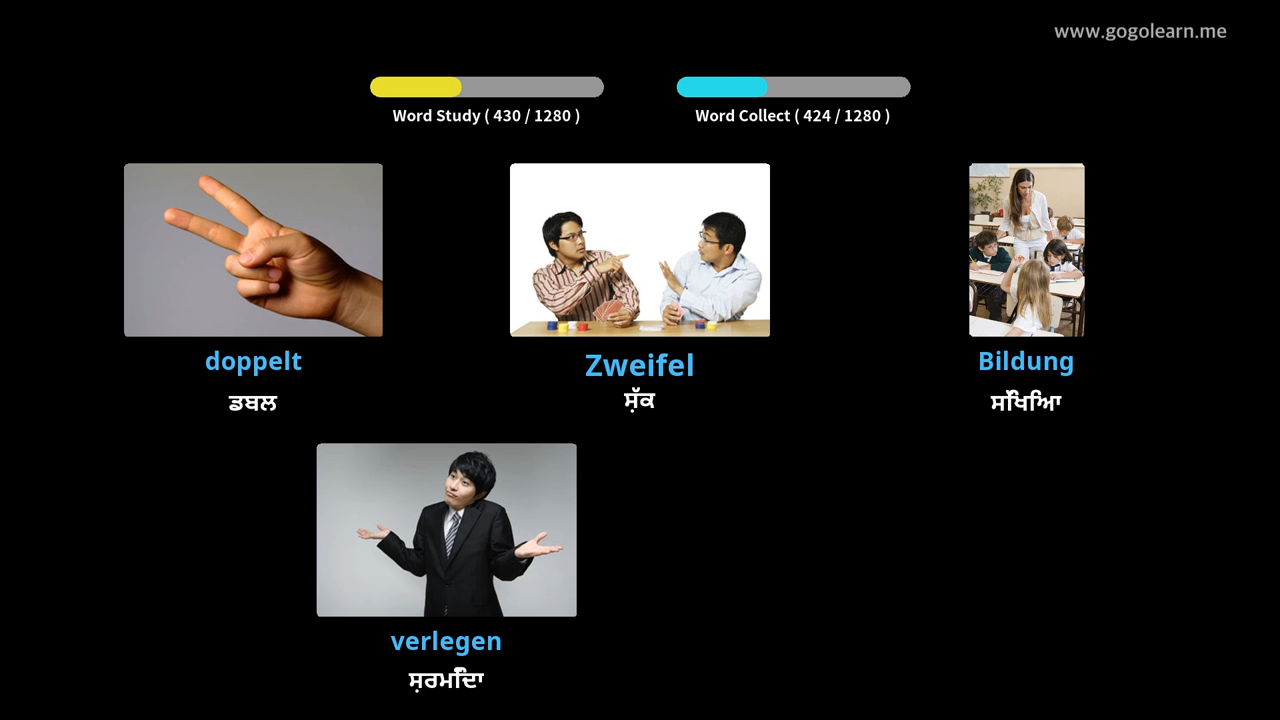 www.gogolearn.me
Word Study ( 430 / 1280 )
Word Collect ( 424 / 1280 )
doppelt
Zweifel
Bildung
ਡਬਲ
ਸ਼ੱਕ
ਸਿੱਖਿਆ
verlegen
ਸ਼ਰਮਿੰਦਾ